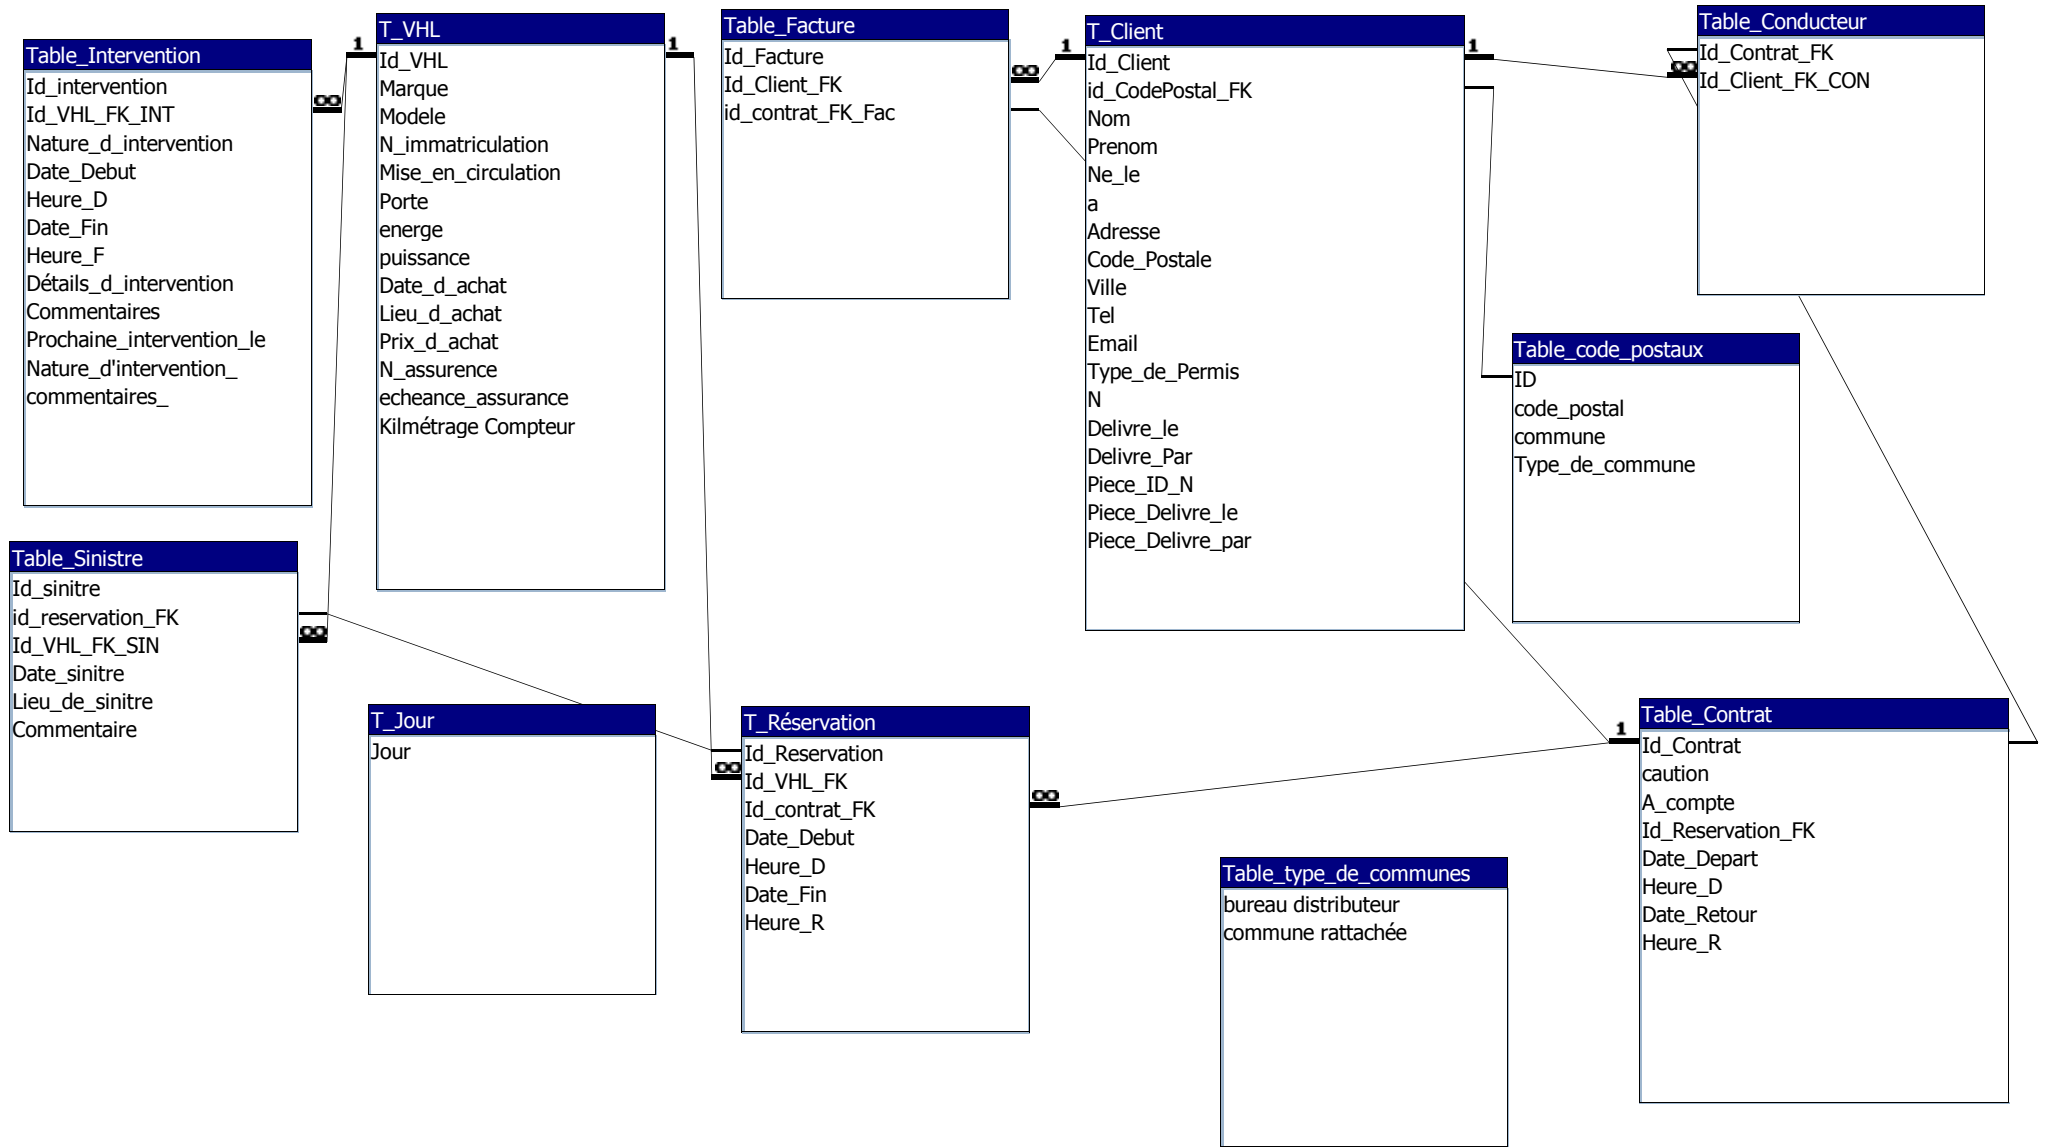 Table_Intervention
Id_intervention
Id_VHL_FK_INT
Nature_d_intervention
Date_Debut
Heure_D
Date_Fin
Heure_F
Détails_d_intervention
Commentaires
Prochaine_intervention_le
Nature_d'intervention_
commentaires_
T_VHL
Id_VHL
Marque
Modele
N_immatriculation
Mise_en_circulation
Porte
energe
puissance
Date_d_achat
Lieu_d_achat
Prix_d_achat
N_assurence
echeance_assurance
Kilmétrage Compteur
Table_Facture
Id_Facture
Id_Client_FK
id_contrat_FK_Fac
T_Client
Id_Client
id_CodePostal_FK
Nom
Prenom
Ne_le
a
Adresse
Code_Postale
Ville
Tel
Email
Type_de_Permis
N
Delivre_le
Delivre_Par
Piece_ID_N
Piece_Delivre_le
Piece_Delivre_par
Table_Conducteur
Id_Contrat_FK
Id_Client_FK_CON
Table_code_postaux
ID
code_postal
commune
Type_de_commune
Table_Sinistre
Id_sinitre
id_reservation_FK
Id_VHL_FK_SIN
Date_sinitre
Lieu_de_sinitre
Commentaire
T_Jour
Jour
T_Réservation
Id_Reservation
Id_VHL_FK
Id_contrat_FK
Date_Debut
Heure_D
Date_Fin
Heure_R
Table_type_de_communes
bureau distributeur
commune rattachée
Table_Contrat
Id_Contrat
caution
A_compte
Id_Reservation_FK
Date_Depart
Heure_D
Date_Retour
Heure_R
1
∞
1
∞
1
1
∞
∞
∞
∞
1